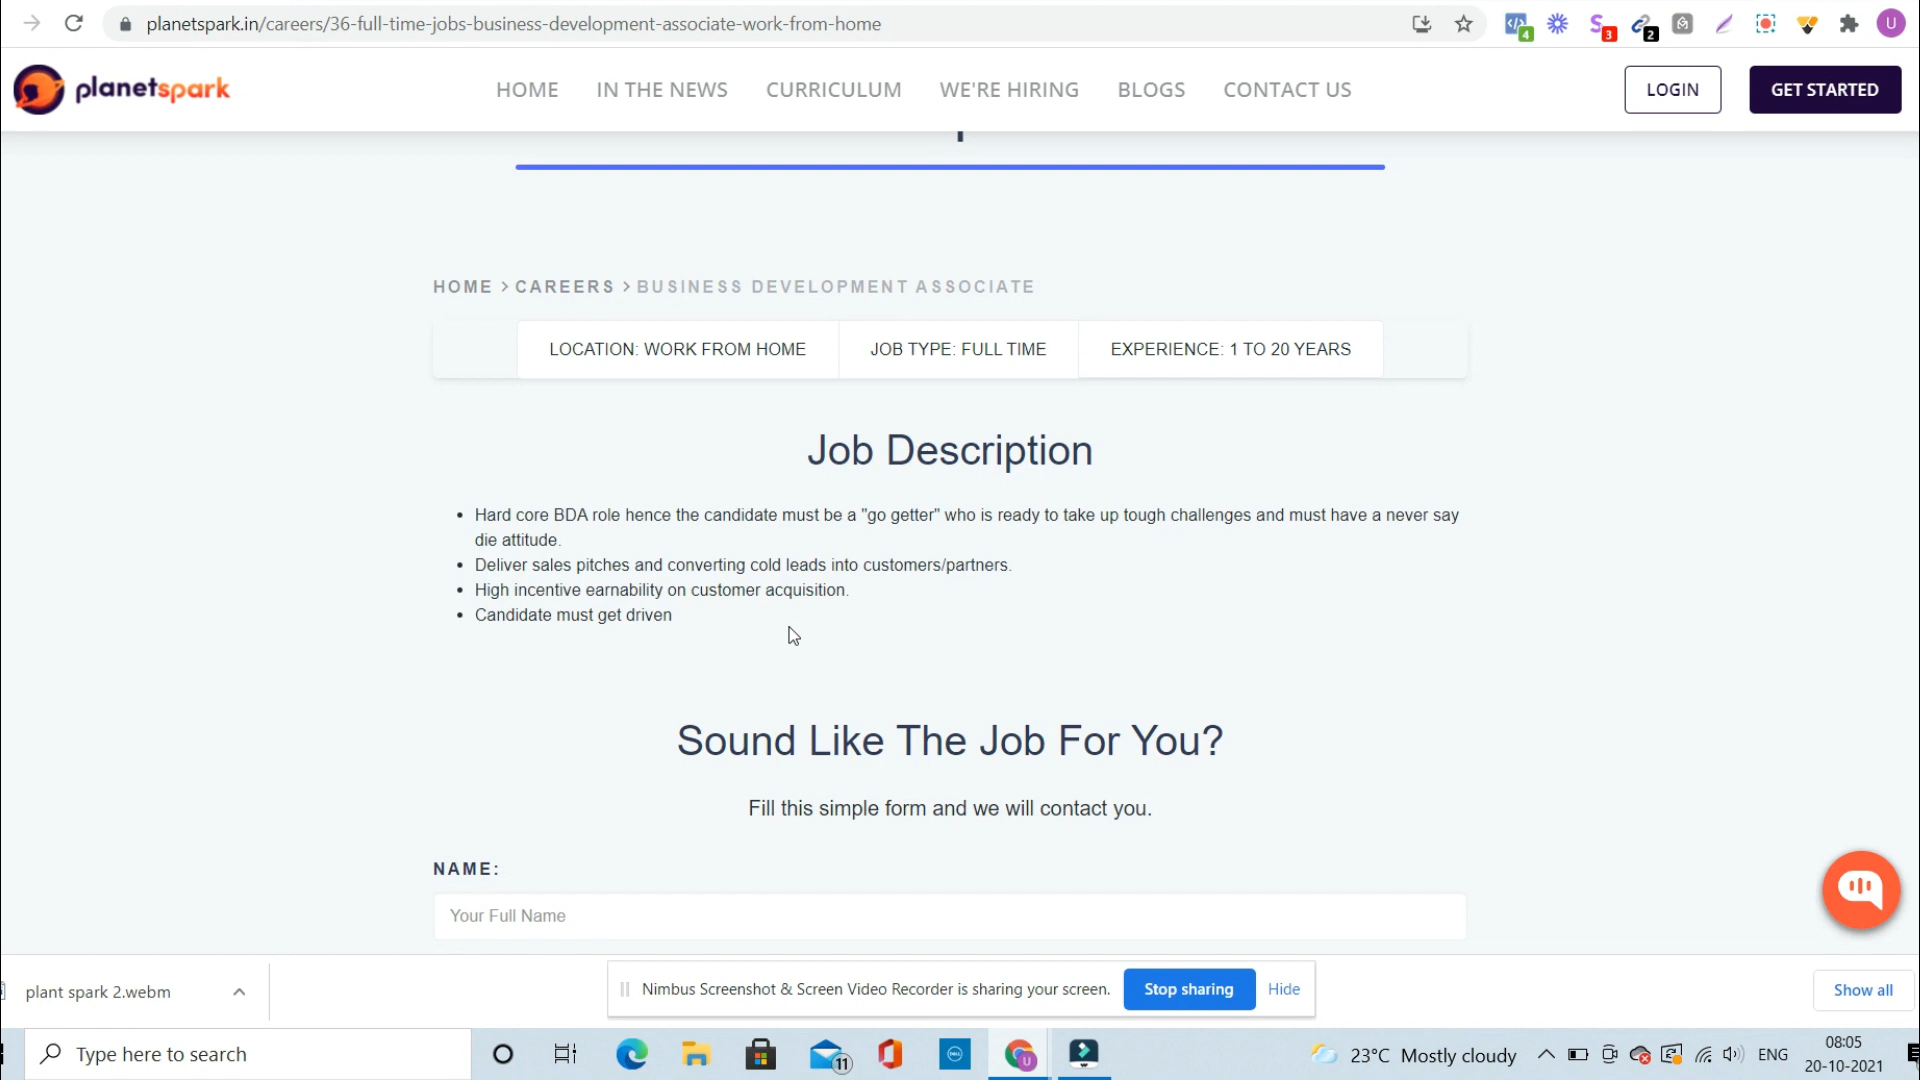 planetspark.in/careers/36-full-time-jobs-business-development-associate-work-from-home
4
3
2
U
planetspark
HOME
IN THE NEWS
CURRICULUM
WE'RE HIRING
BLOGS
CONTACT US
LOGIN
GET STARTED
HOME > CAREERS > BUSINESS DEVELOPMENT ASSOCIATE
LOCATION: WORK FROM HOME
JOB TYPE: FULL TIME
EXPERIENCE: 1 TO 20 YEARS
Job Description
• Hard core BDA role hence the candidate must be a "go getter" who is ready to take up tough challenges and must have a never say
die attitude.
• Deliver sales pitches and converting cold leads into customers/partners.
• High incentive earnability on customer acquisition.
• Candidate must get driven
Sound Like The Job For You?
Fill this simple form and we will contact you.
NAME:
Your Full Name
plant spark 2.webm
Nimbus Screenshot & Screen Video Recorder is sharing your screen.
Stop sharing
Hide
Show all
Type here to search
11
DELL
U
23°C Mostly cloudy
ENG
08:05
20-10-2021